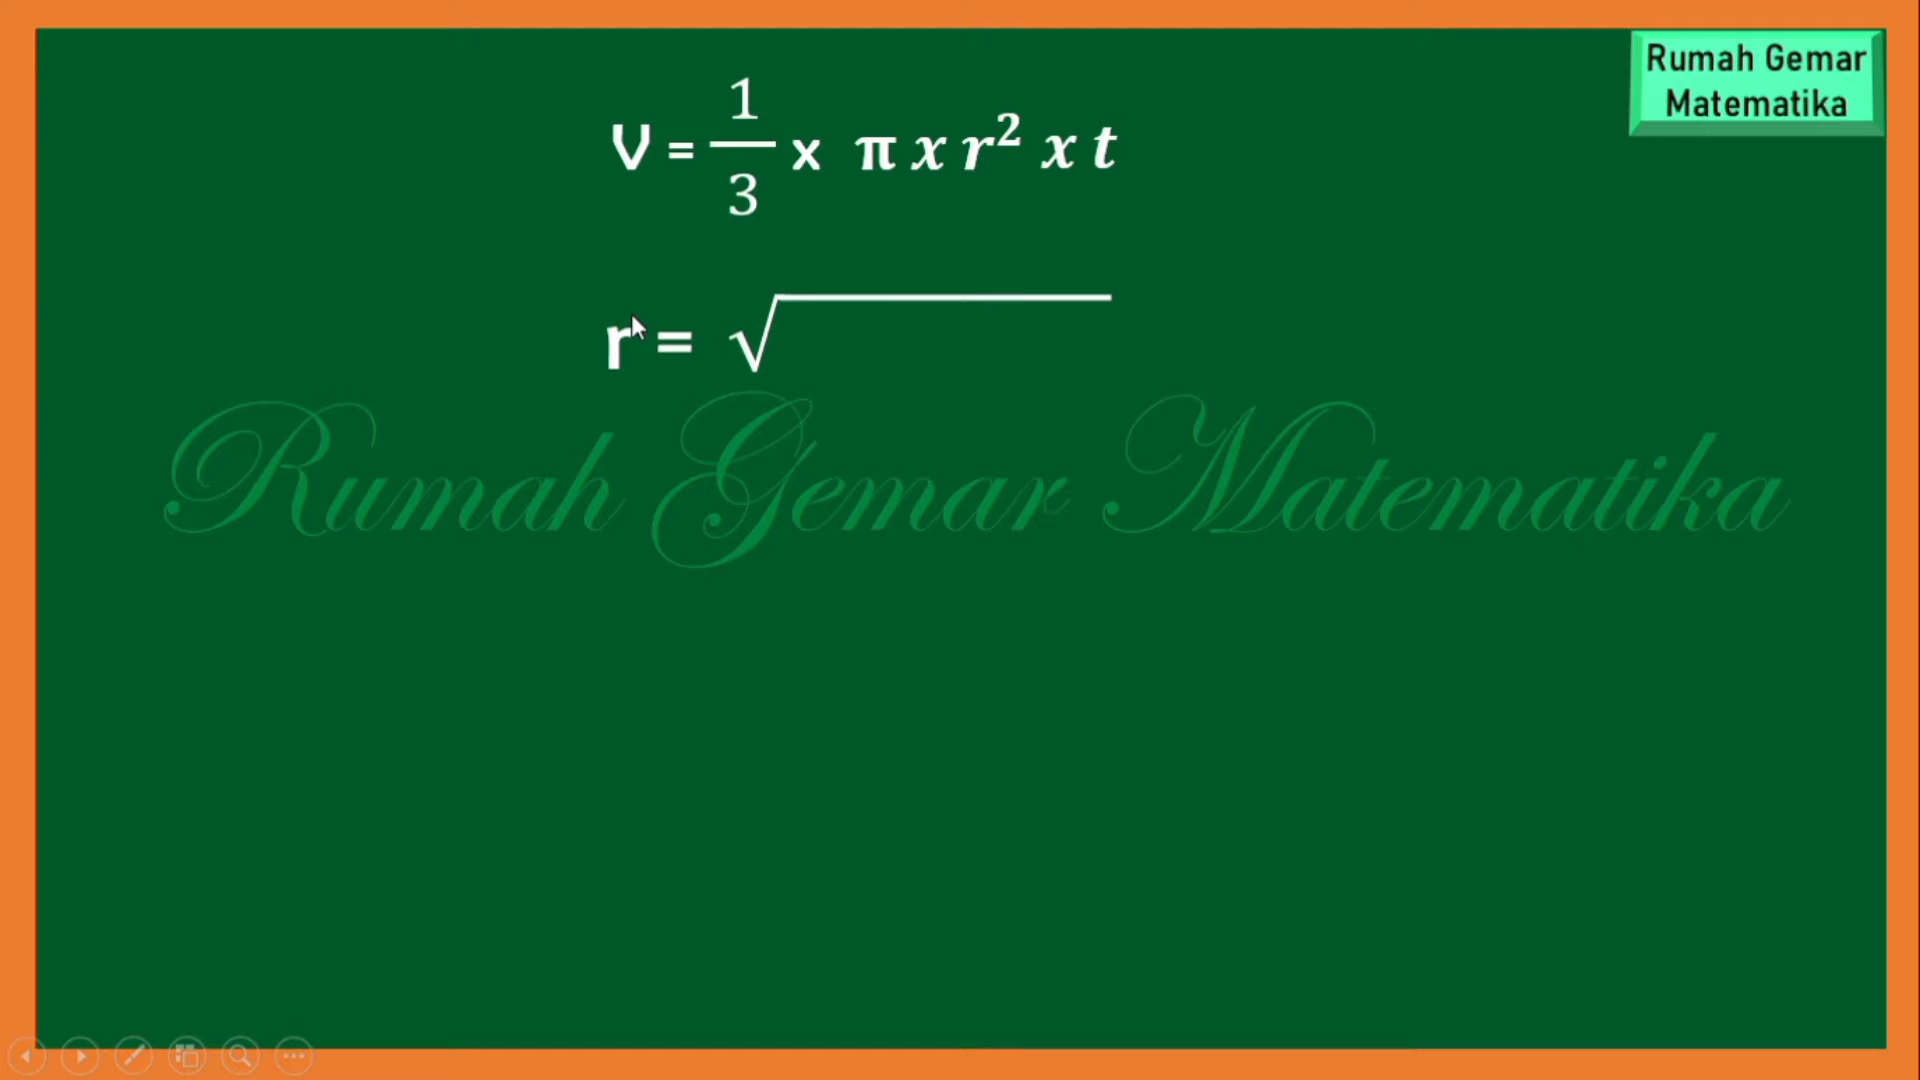 Rumah Gemar
Matematika
V = 1/3 x π x r² x t
r = √
Rumah Gemar Matematika